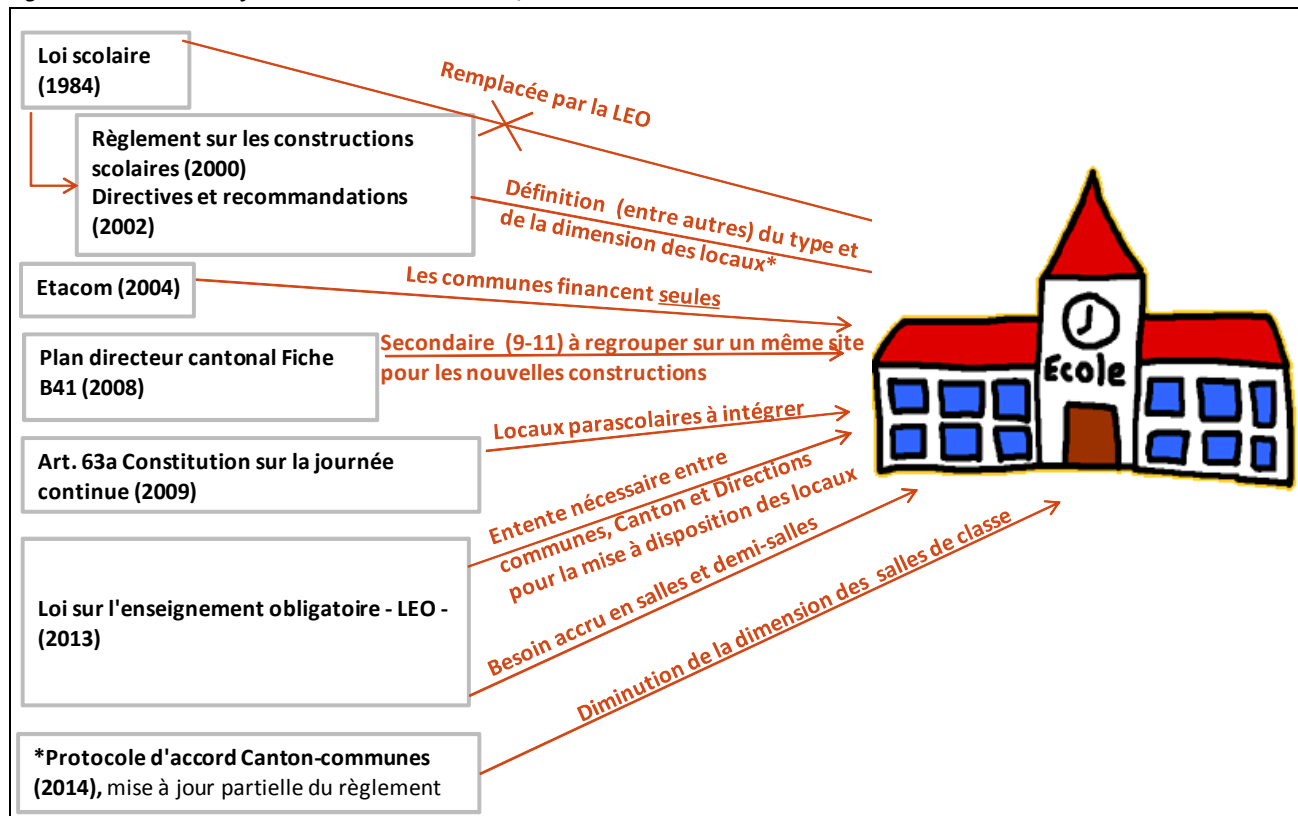 Loi scolaire
(1984)
Remplacée par la LEO
Règlement sur les constructions
scolaires (2000)
Directives et recommandations
(2002)
Définition (entre autres) du type et
de la dimension des locaux*
Etacom (2004)
Les communes financent seules
Plan directeur cantonal Fiche
B41 (2008)
Secondaire (9-11) à regrouper sur un même site
pour les nouvelles constructions
Ecole
Art. 63a Constitution sur la journée
continue (2009)
Locaux parascolaires à intégrer
Loi sur l'enseignement obligatoire - LEO -
(2013)
Entente nécessaire entre
communes, Canton et Directions
pour la mise à disposition des locaux
Besoin accru en salles et demi-salles
*Protocole d'accord Canton-communes
(2014), mise à jour partielle du règlement
Diminution de la dimension des salles de classe